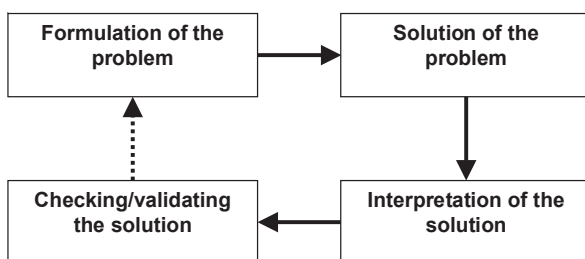 Formulation of the
problem
Solution of the
problem
Checking/validating
the solution
Interpretation of the
solution